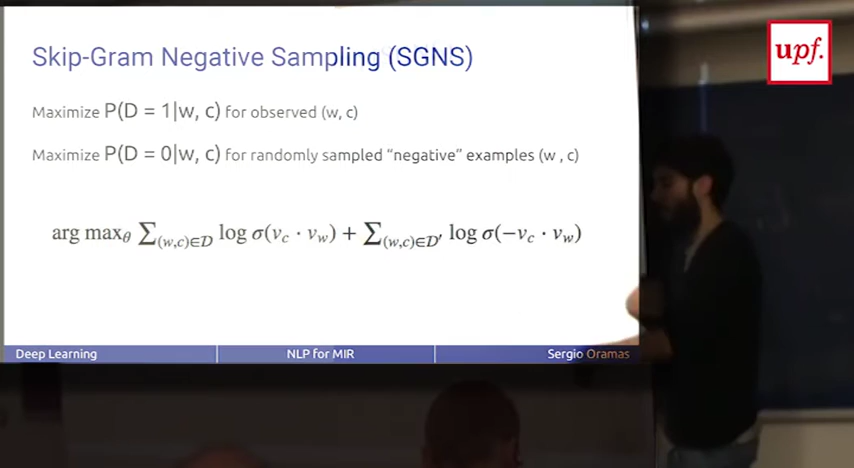 Skip-Gram Negative Sampling (SGNS)
upf.
Maximize P(D = 1|w, c) for observed (w, c)
Maximize P(D = 0|w, c) for randomly sampled “negative” examples (w , c)
arg max_θ ∑_{(w,c)∈𝒟} log σ(v_c · v_w) + ∑_{(w,c)∈𝒟′} log σ(−v_c · v_w)
Deep Learning NLP for MIR Sergio Oramas